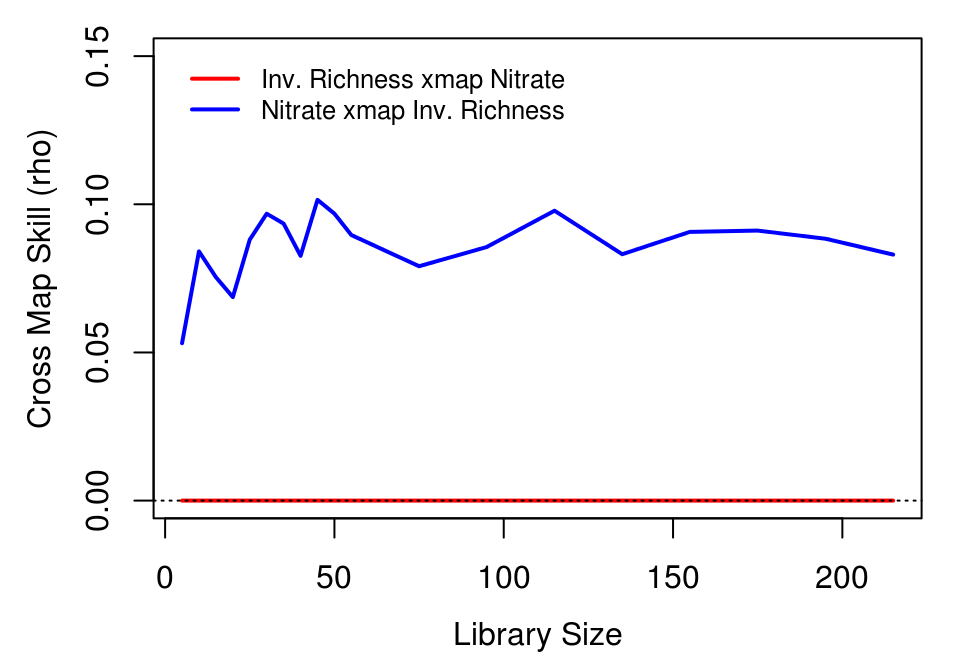 Inv. Richness xmap Nitrate
Nitrate xmap Inv. Richness
Cross Map Skill (rho)
0.15
0.10
0.05
0.00
0 50 100 150 200
Library Size